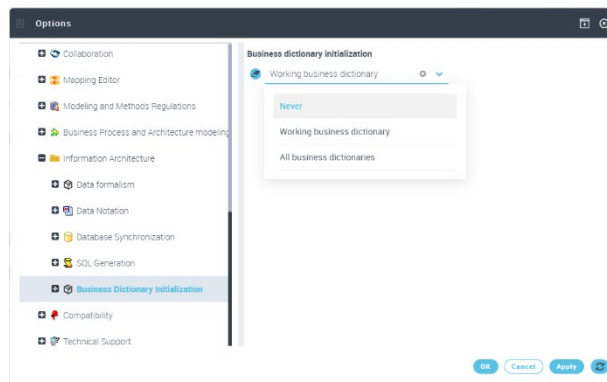 Options
Collaboration
Mapping Editor
Modeling and Methods Regulations
Business Process and Architecture modeling
Information Architecture
Data formalism
Data Notation
Database Synchronization
SQL Generation
Business Dictionary Initialization
Compatibility
Technical Support
Business dictionary initialization
Working business dictionary
Never
Working business dictionary
All business dictionaries
OK
Cancel
Apply